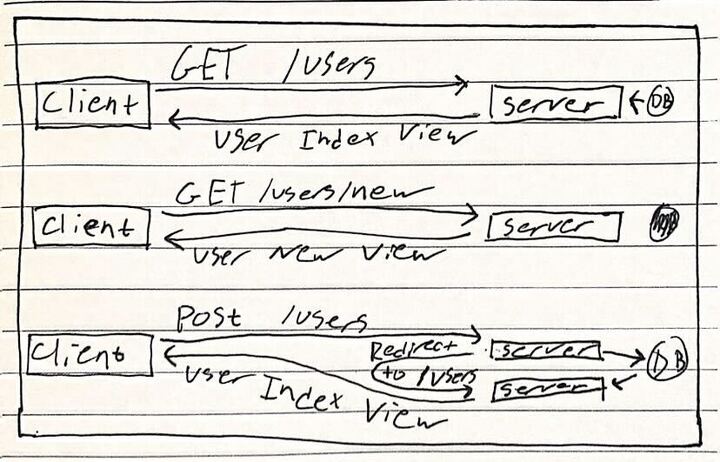 GET /users
Client
server
DB
User Index View
GET /users/new
Client
server
User New View
POST /users
Client
Redirect
to /users
server
DB
server
User Index View